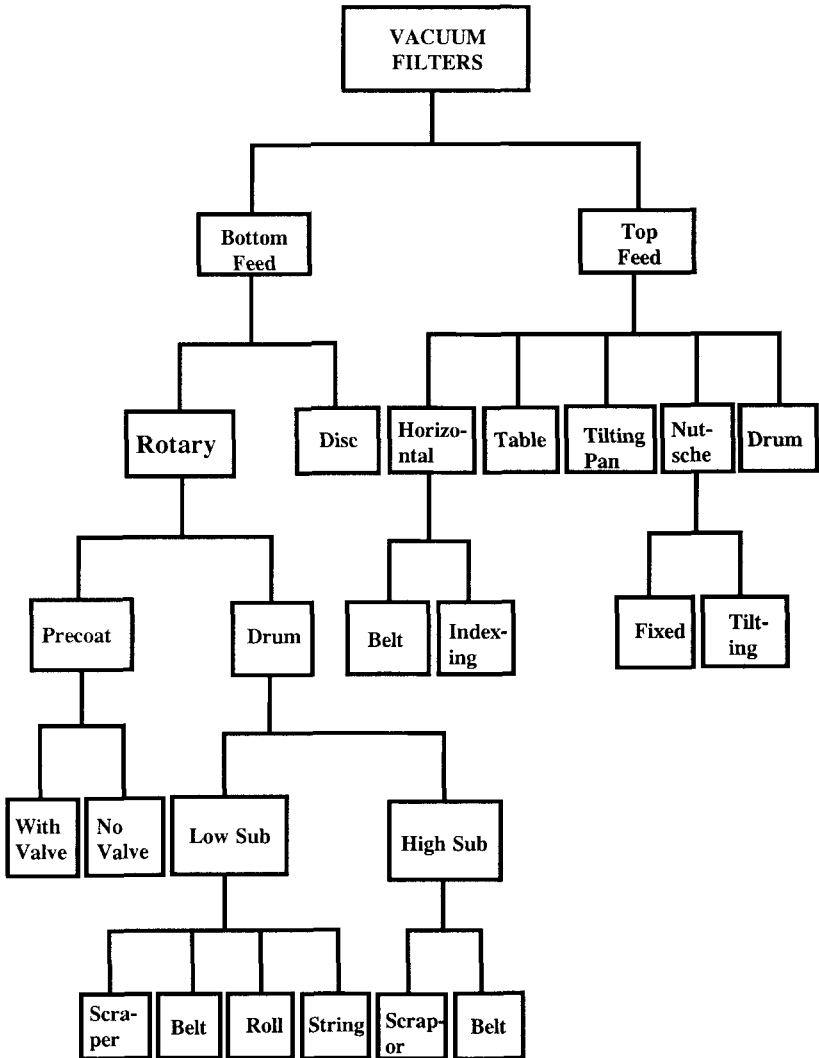 VACUUM
FILTERS
Bottom
Feed
Top
Feed
Rotary
Disc
Horizo-
ntal
Table
Tilting
Pan
Nut-
sche
Drum
Precoat
Drum
Belt
Index-
ing
Fixed
Tilt-
ing
With
Valve
No
Valve
Low Sub
High Sub
Scra-
per
Belt
Roll
String
Scrap-
or
Belt